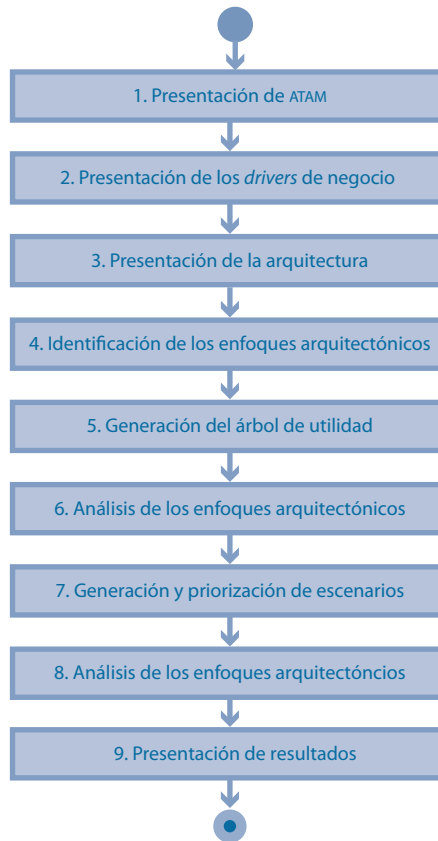 1. Presentación de ATAM
2. Presentación de los drivers de negocio
3. Presentación de la arquitectura
4. Identificación de los enfoques arquitectónicos
5. Generación del árbol de utilidad
6. Análisis de los enfoques arquitectónicos
7. Generación y priorización de escenarios
8. Análisis de los enfoques arquitectóncios
9. Presentación de resultados